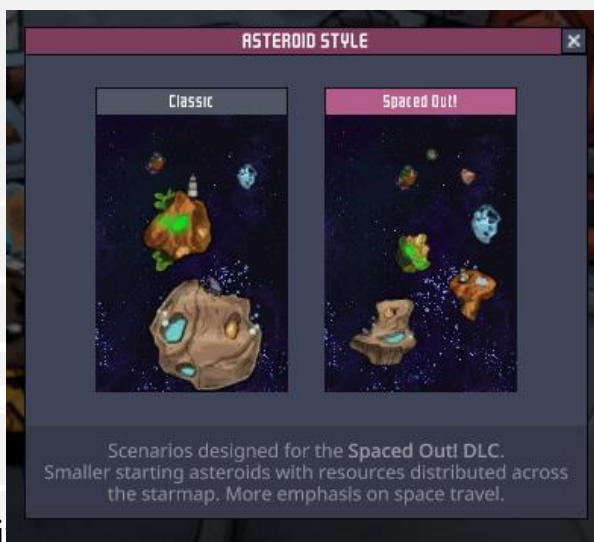 ASTEROID STYLE
Classic
Spaced Out!
Scenarios designed for the Spaced Out! DLC.
Smaller starting asteroids with resources distributed across
the starmap. More emphasis on space travel.